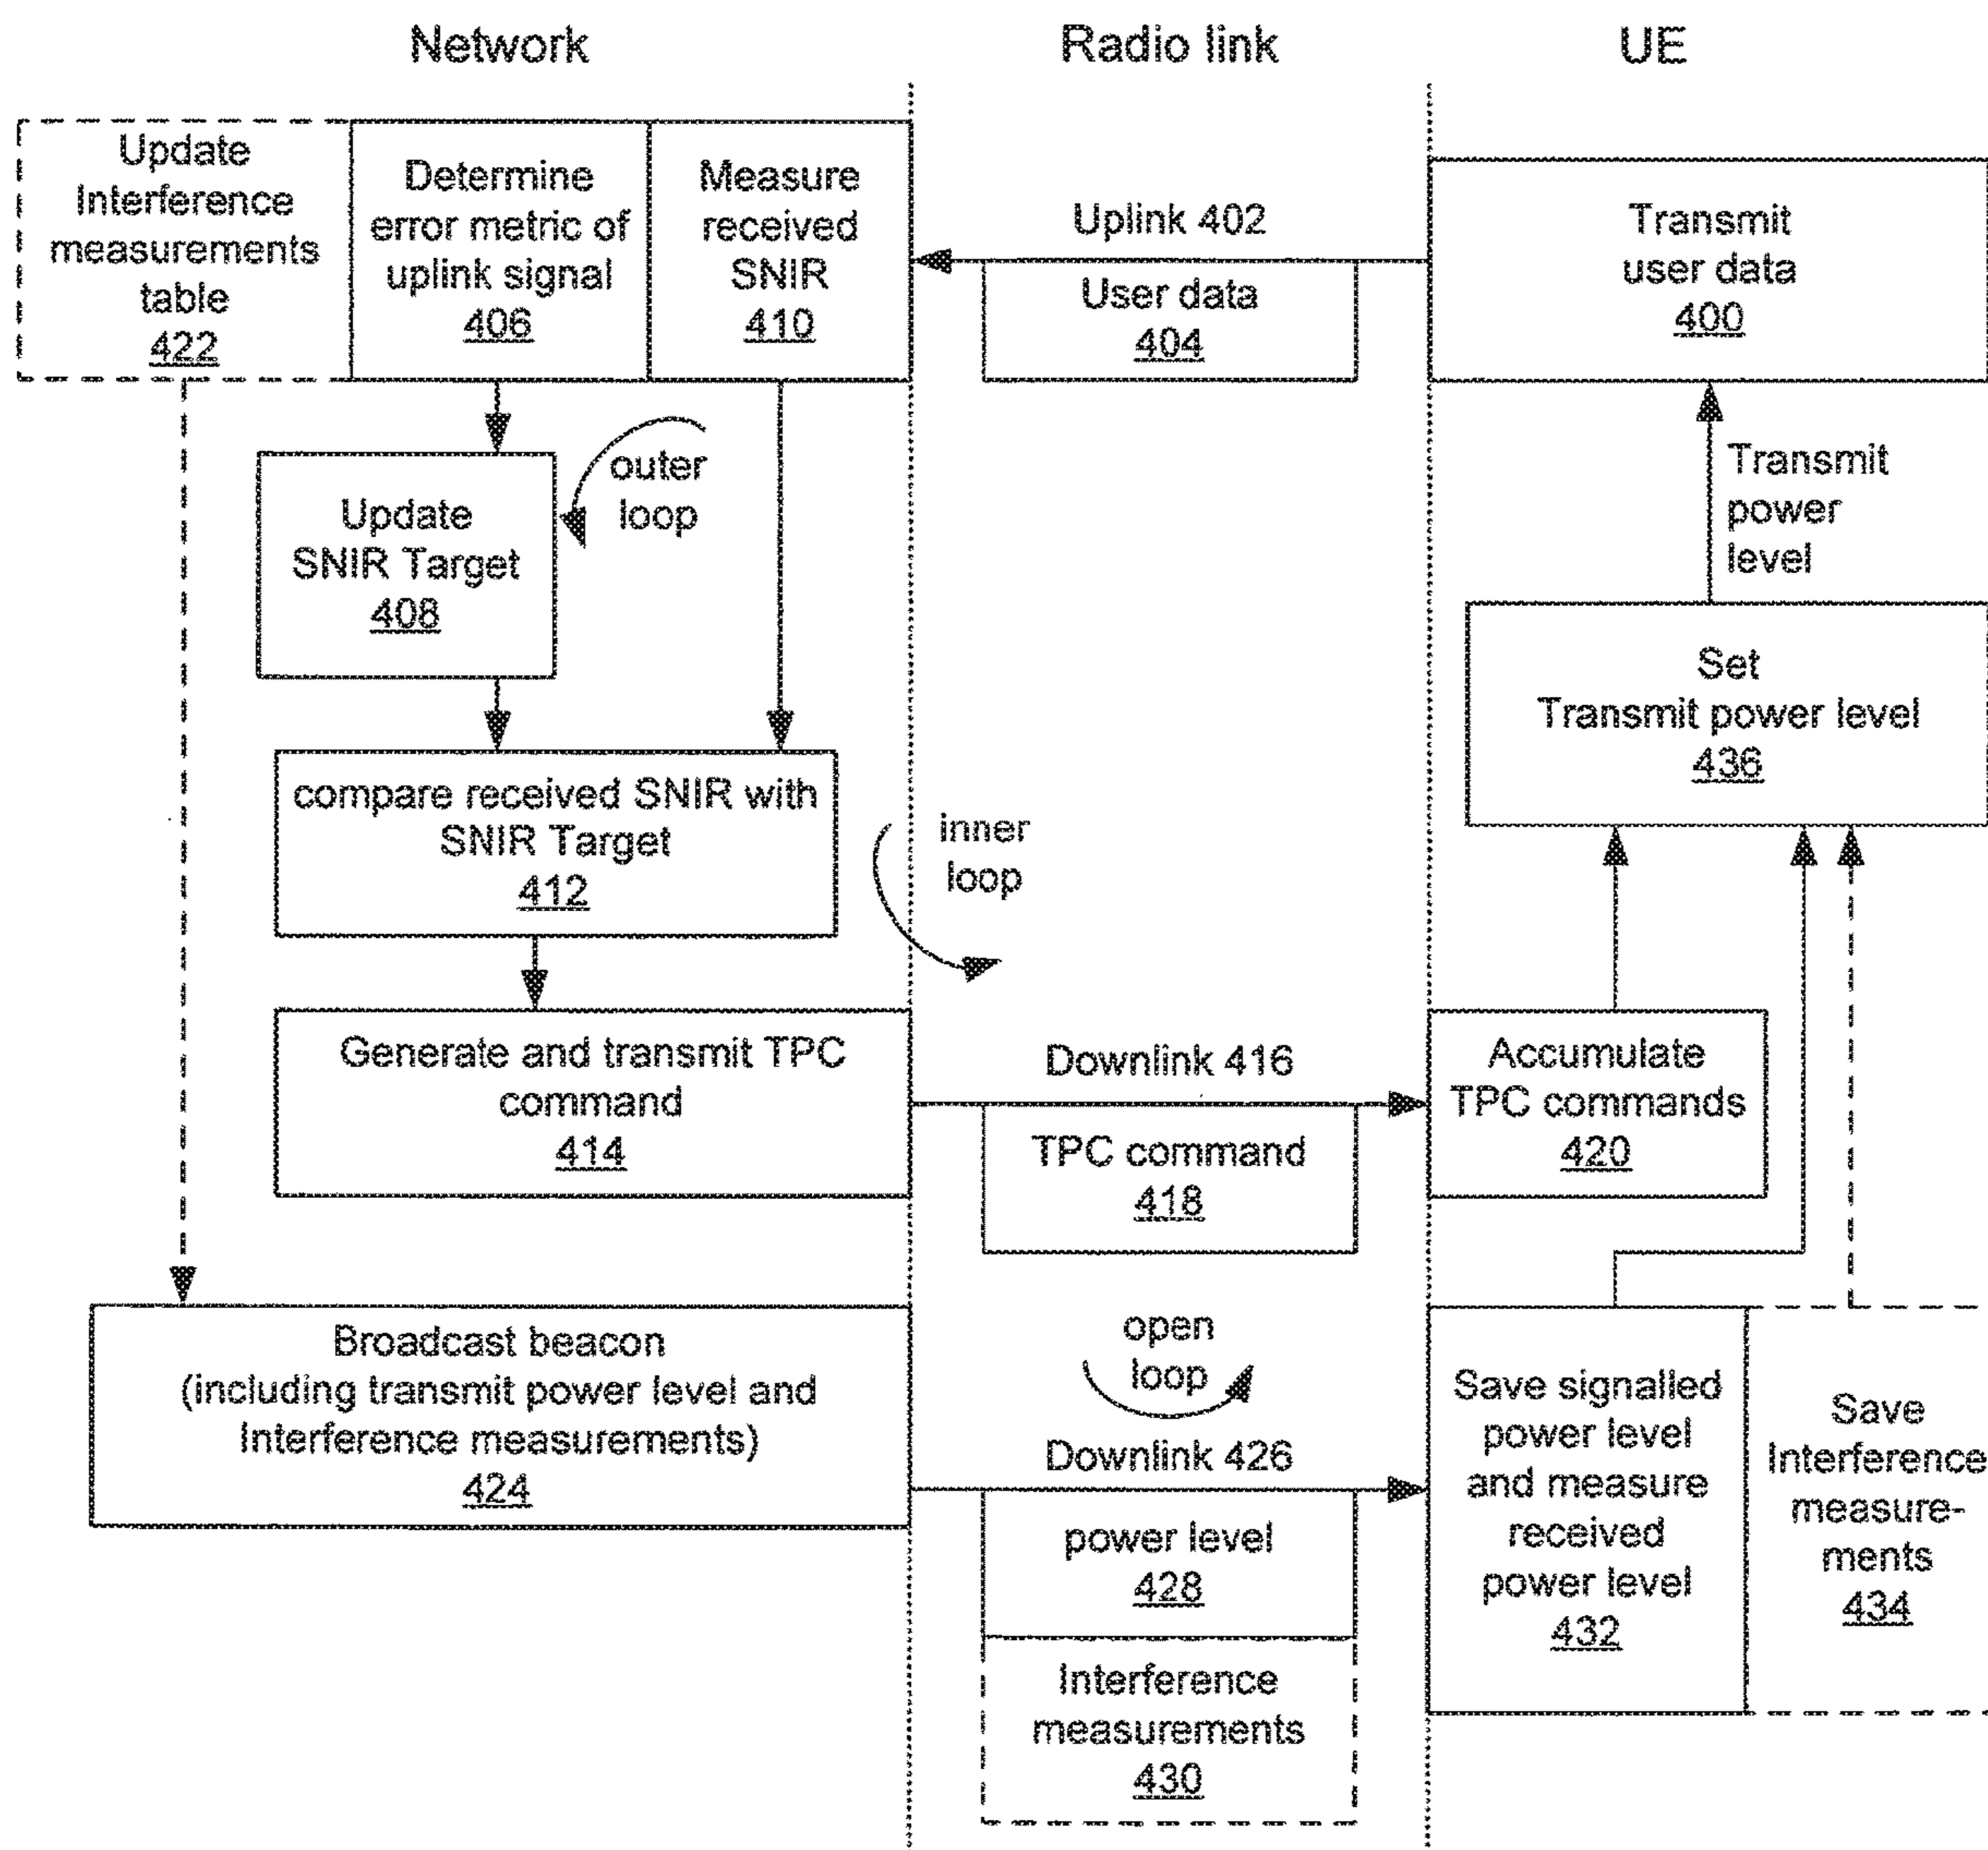 Network
Radio link
UE
Update
Interference
measurements
table
422
Determine
error metric of
uplink signal
406
Measure
received
SNIR
410
Uplink 402
User data
404
Transmit
user data
400
outer
loop
Update
SNIR Target
408
Transmit
power
level
Set
Transmit power level
436
compare received SNIR with
SNIR Target
412
inner
loop
Generate and transmit TPC
command
414
Downlink 416
TPC command
418
Accumulate
TPC commands
420
Broadcast beacon
(including transmit power level and
Interference measurements)
424
open
loop
Downlink 426
power level
428
Interference
measurements
430
Save signalled
power level
and measure
received
power level
432
Save
Interference
measure-
ments
434